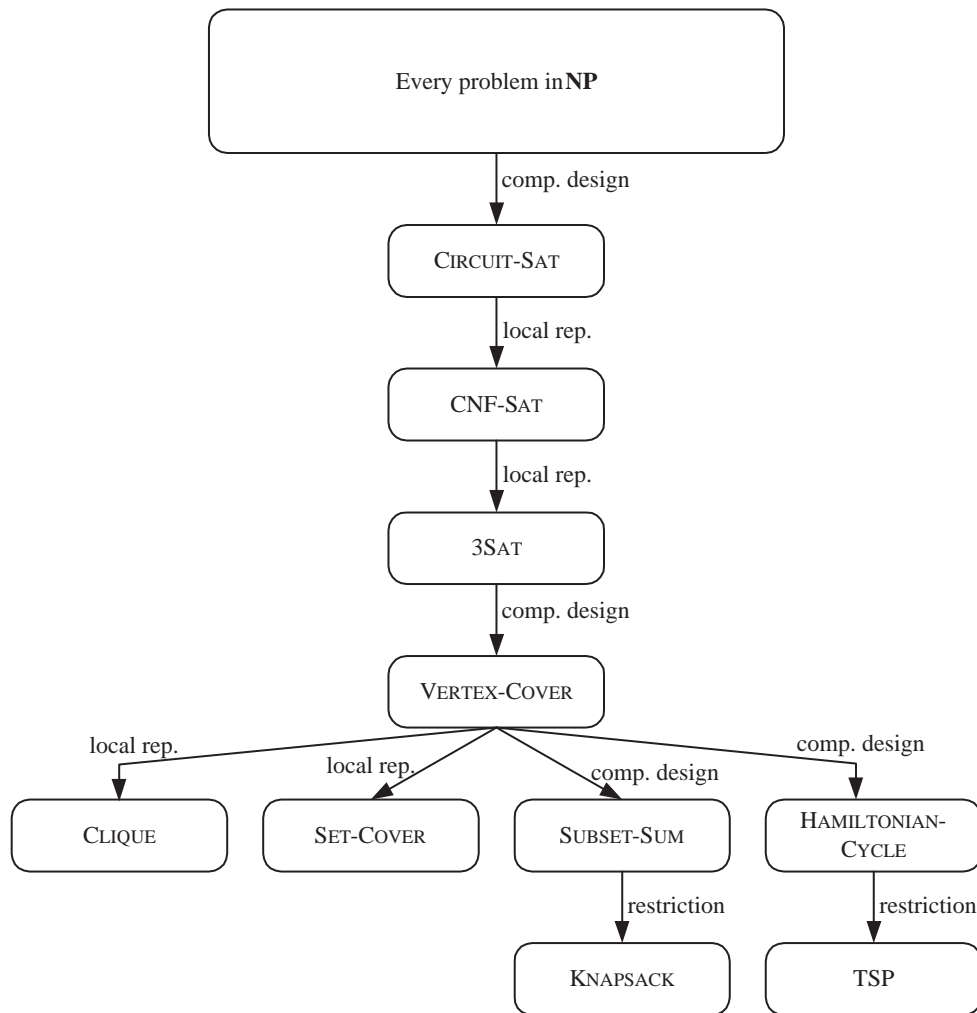 Every problem in NP
comp. design
CIRCUIT-SAT
local rep.
CNF-SAT
local rep.
3SAT
comp. design
VERTEX-COVER
local rep.
local rep.
comp. design
comp. design
CLIQUE
SET-COVER
SUBSET-SUM
HAMILTONIAN-
CYCLE
restriction
restriction
KNAPSACK
TSP